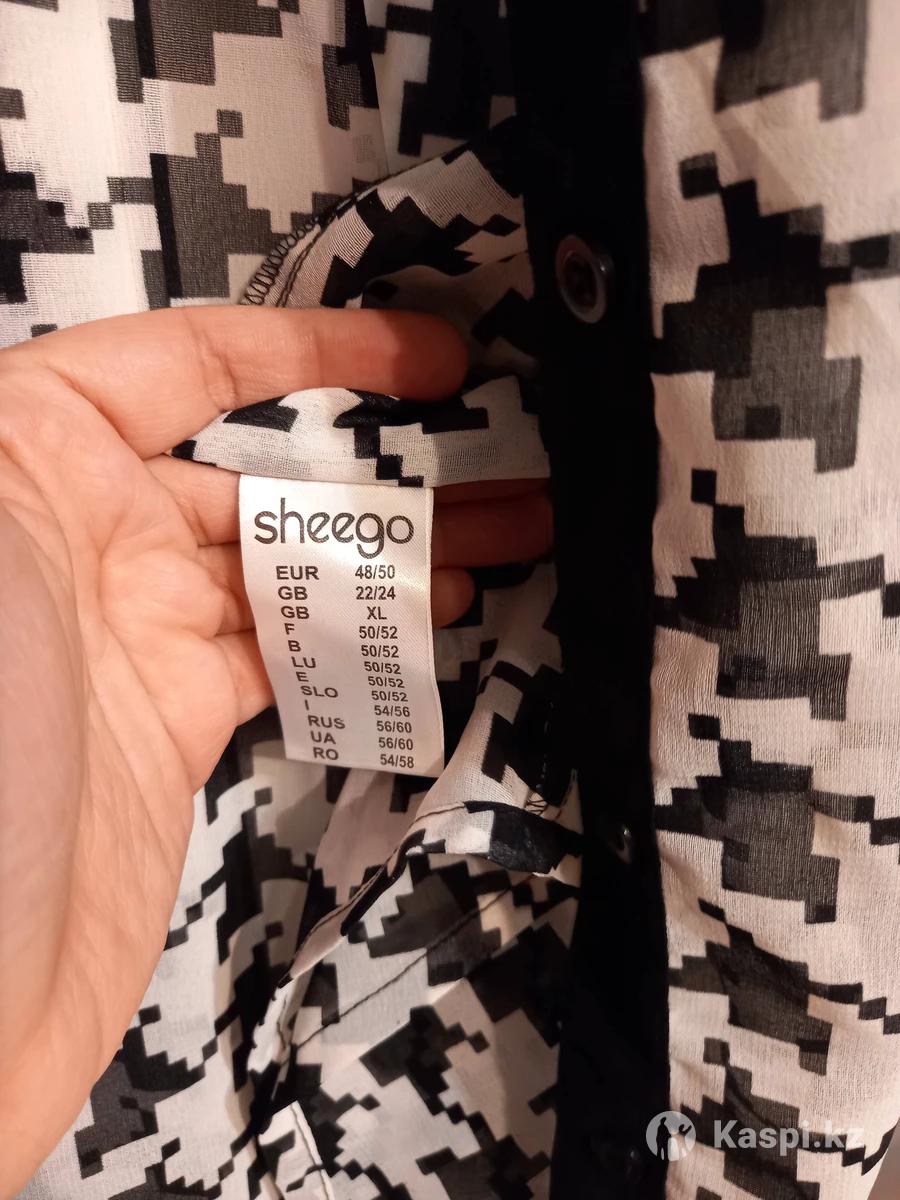 sheego
EUR 48/50
GB 22/24
GB XL
F 50/52
B 50/52
LU 50/52
E 50/52
SLO 50/52
I 54/56
RUS 56/60
UA 56/60
RO 54/58
Kaspi.kz